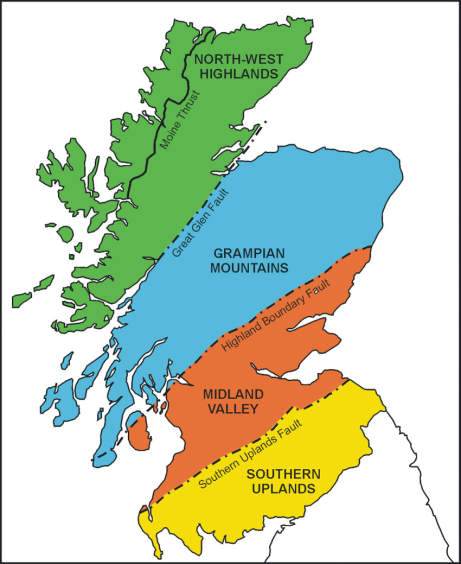 NORTH-WEST
HIGHLANDS
Moine Thrust
Great Glen Fault
GRAMPIAN
MOUNTAINS
Highland Boundary Fault
MIDLAND
VALLEY
Southern Uplands Fault
SOUTHERN
UPLANDS